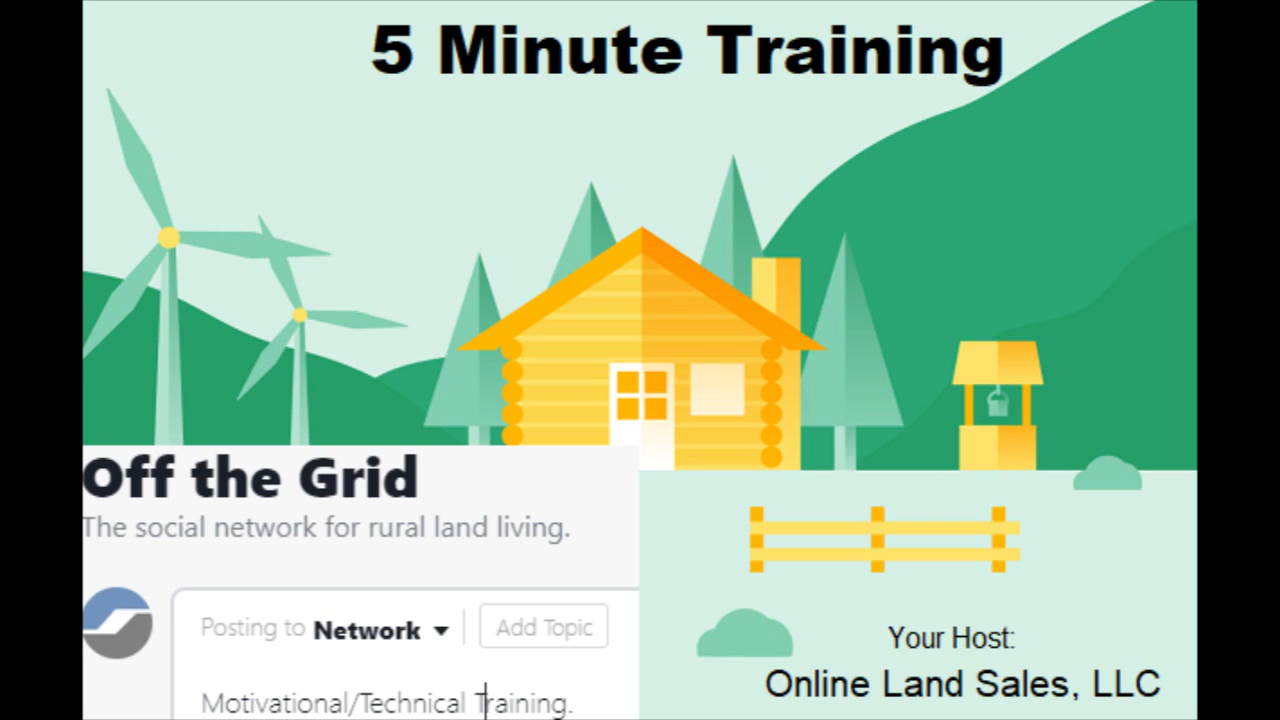 5 Minute Training
Off the Grid
The social network for rural land living.
Posting to Network
Add Topic
Motivational/Technical Training.
Your Host:
Online Land Sales, LLC